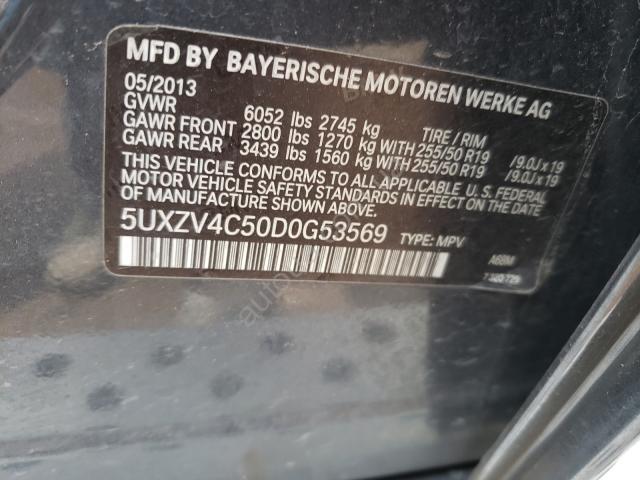 MFD BY BAYERISCHE MOTOREN WERKE AG
05/2013
GVWR 6052 lbs 2745 kg TIRE / RIM
GAWR FRONT 2800 lbs 1270 kg WITH 255/50 R19 /9.0J x 19
GAWR REAR 3439 lbs 1560 kg WITH 255/50 R19 /9.0J x 19
THIS VEHICLE CONFORMS TO ALL APPLICABLE U.S. FEDERAL
MOTOR VEHICLE SAFETY STANDARDS IN EFFECT ON THE DATE
OF MANUFACTURE SHOWN ABOVE.
5UXZV4C50D0G53569 TYPE: MPV
A68M